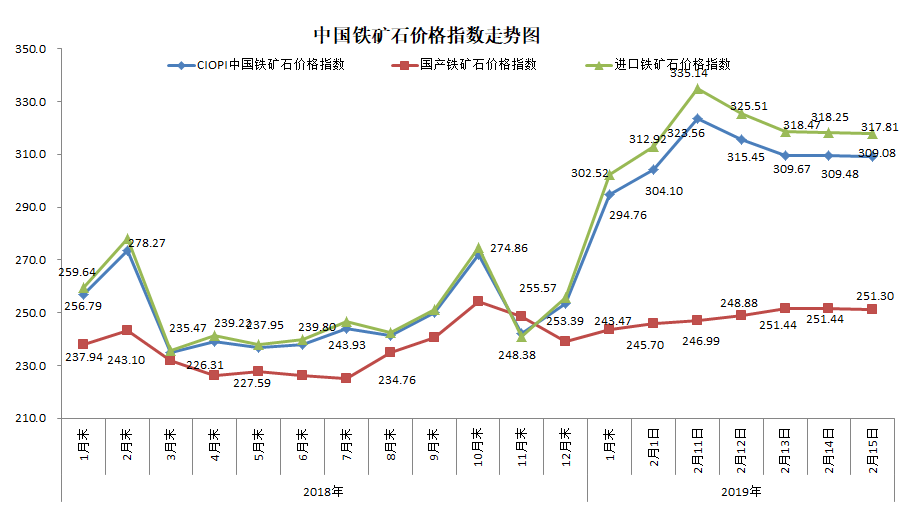 中国铁矿石价格指数走势图
CIOPI中国铁矿石价格指数 国产铁矿石价格指数 进口铁矿石价格指数
350.0
330.0
310.0
290.0
270.0
250.0
230.0
210.0
335.14
325.51
318.47
318.25
317.81
312.92
323.56
302.52
315.45
309.67
309.48
309.08
304.10
294.76
278.27
274.86
259.64
256.79
255.57
253.39
251.30
248.88
251.44
251.44
243.47
245.70
246.99
248.38
235.47
239.22
237.95
239.80
243.93
237.94
243.10
226.31
227.59
234.76
1月末
2月末
3月末
4月末
5月末
6月末
7月末
8月末
9月末
10月末
11月末
12月末
1月末
2月1日
2月11日
2月12日
2月13日
2月14日
2月15日
2018年 2019年